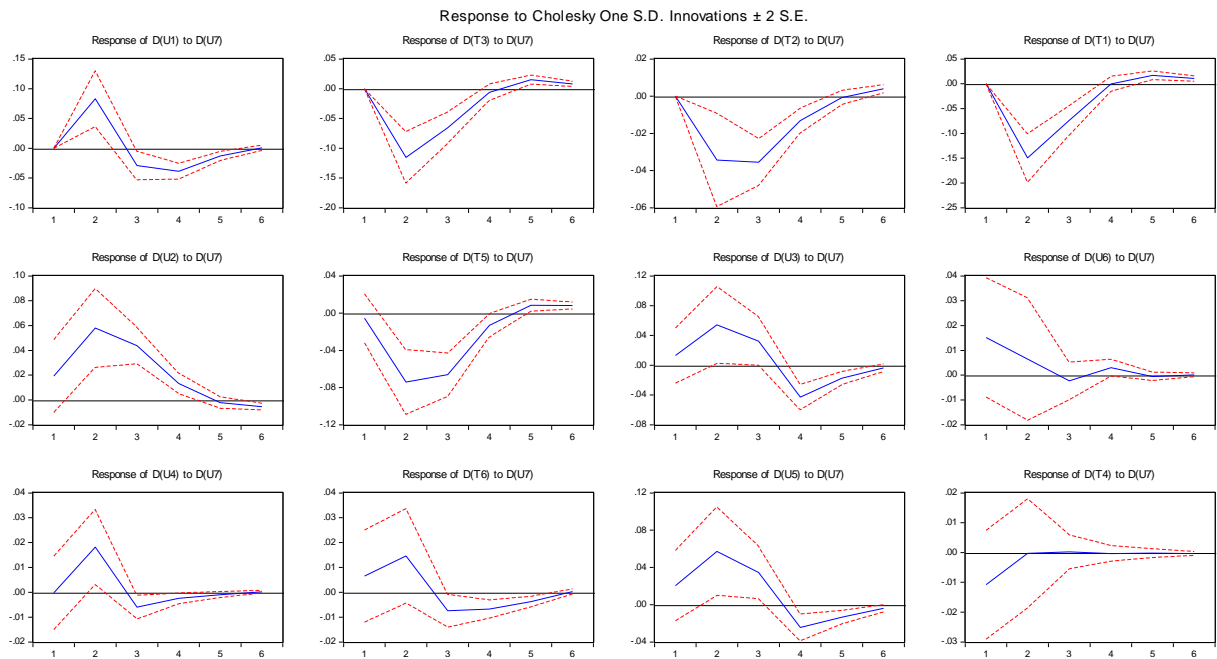 Response to Cholesky One S.D. Innovations ± 2 S.E.
Response of D(U1) to D(U7)
.15
.10
.05
.00
-.05
-.10
1 2 3 4 5 6
Response of D(T3) to D(U7)
.05
.00
-.05
-.10
-.15
-.20
1 2 3 4 5 6
Response of D(T2) to D(U7)
.02
.00
-.02
-.04
-.06
1 2 3 4 5 6
Response of D(T1) to D(U7)
.05
.00
-.05
-.10
-.15
-.20
-.25
1 2 3 4 5 6
Response of D(U2) to D(U7)
.10
.08
.06
.04
.02
.00
-.02
1 2 3 4 5 6
Response of D(T5) to D(U7)
.04
.00
-.04
-.08
-.12
1 2 3 4 5 6
Response of D(U3) to D(U7)
.12
.08
.04
.00
-.04
-.08
1 2 3 4 5 6
Response of D(U6) to D(U7)
.04
.03
.02
.01
.00
-.01
-.02
1 2 3 4 5 6
Response of D(U4) to D(U7)
.04
.03
.02
.01
.00
-.01
-.02
1 2 3 4 5 6
Response of D(T6) to D(U7)
.04
.03
.02
.01
.00
-.01
-.02
1 2 3 4 5 6
Response of D(U5) to D(U7)
.12
.08
.04
.00
-.04
1 2 3 4 5 6
Response of D(T4) to D(U7)
.02
.01
.00
-.01
-.02
-.03
1 2 3 4 5 6